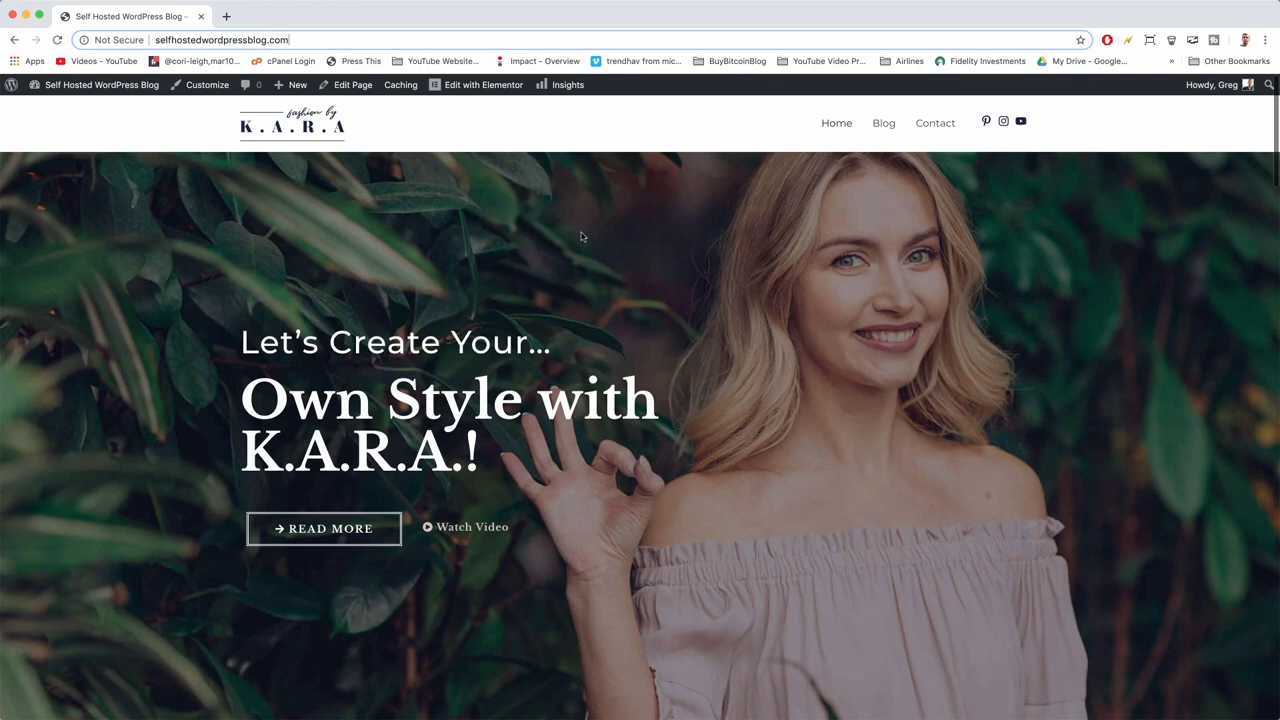 Self Hosted WordPress Blog –
Not Secure selfhostedwordpressblog.com
Apps Videos - YouTube @cori-leigh,mar10... cPanel Login Press This YouTube Website... Impact - Overview trendhav from mic... BuyBitcoinBlog YouTube Video Pr... Airlines Fidelity Investments My Drive - Google... » Other Bookmarks
Self Hosted WordPress Blog Customize 0 New Edit Page Caching Edit with Elementor Insights Howdy, Greg
fashion by
K.A.R.A
Home Blog Contact
Let's Create Your...
Own Style with
K.A.R.A.!
READ MORE Watch Video